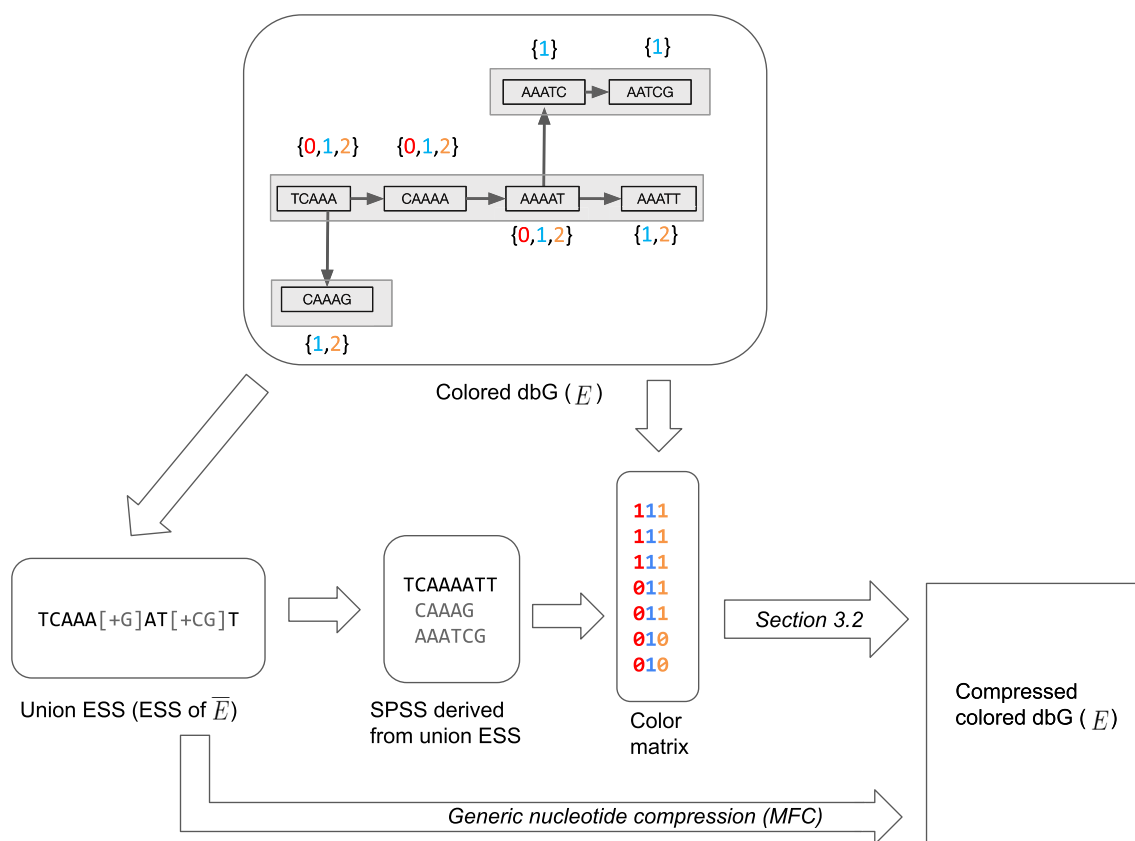 {1} {1}
AAATC AATCG
{0,1,2} {0,1,2}
TCAAA CAAAA AAAAT AAATT
{0,1,2} {1,2}
CAAAG
{1,2}
Colored dbG ( E )
TCAAA[+G]AT[+CG]T
Union ESS (ESS of E̅)
TCAAAATT
CAAAG
AAATCG
SPSS derived
from union ESS
111
111
111
011
011
010
010
Color
matrix
Section 3.2
Generic nucleotide compression (MFC)
Compressed
colored dbG ( E )